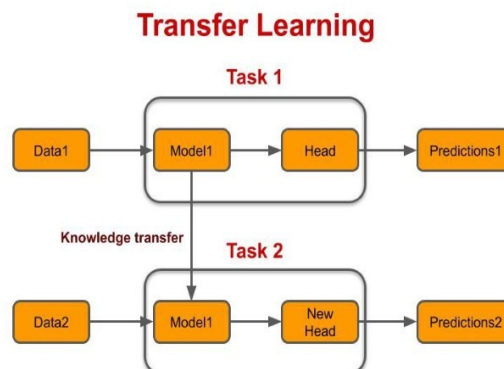 Transfer Learning
Task 1
Data1
Model1
Head
Predictions1
Knowledge transfer
Task 2
Data2
Model1
New
Head
Predictions2